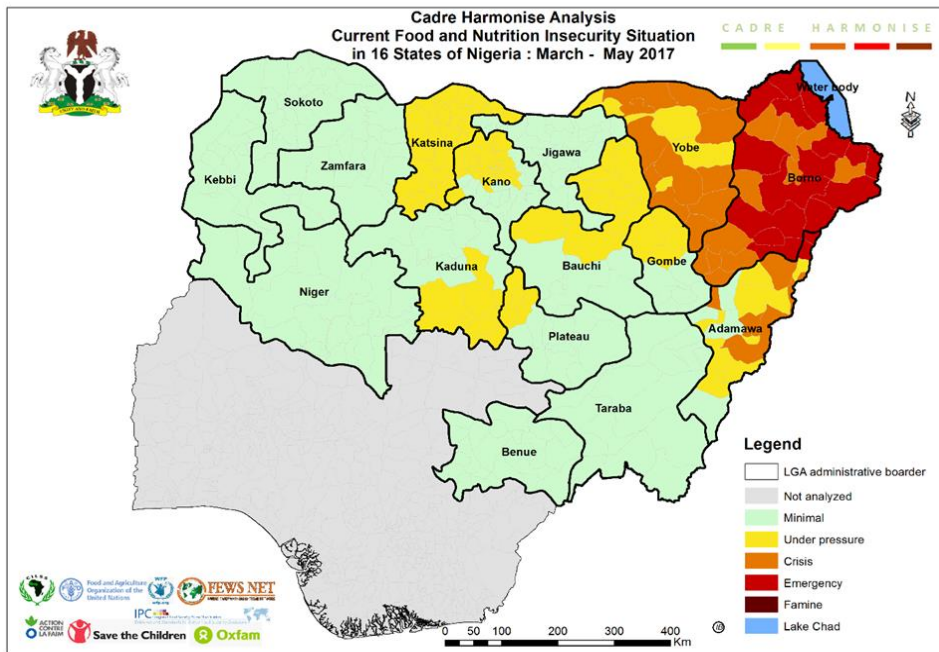 Cadre Harmonise Analysis
Current Food and Nutrition Insecurity Situation
in 16 States of Nigeria : March - May 2017
CADRE HARMONISE
Water body
N
Sokoto
Katsina
Yobe
Jigawa
Zamfara
Kano
Borno
Kebbi
Kaduna
Bauchi
Gombe
Niger
Adamawa
Plateau
Taraba
Benue
Legend
LGA administrative boarder
Not analyzed
Minimal
Under pressure
Crisis
Emergency
Famine
Lake Chad
CILSS
Food and Agriculture
Organization of the
United Nations
WFP
wfp.org
FEWS NET
IPC
ACTION
CONTRE
LA FAIM
Save the Children
Oxfam
0 50 100 200 300 400
Km